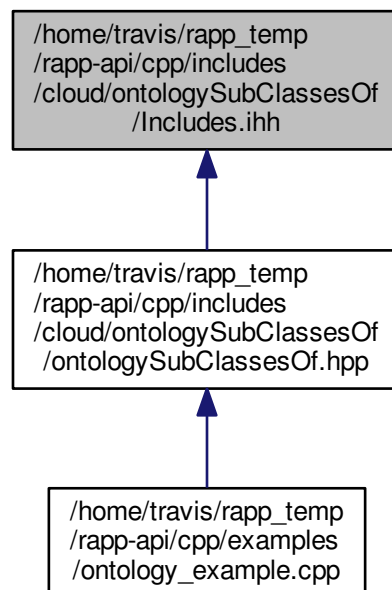 /home/travis/rapp_temp
/rapp-api/cpp/includes
/cloud/ontologySubClassesOf
/Includes.ihh
/home/travis/rapp_temp
/rapp-api/cpp/includes
/cloud/ontologySubClassesOf
/ontologySubClassesOf.hpp
/home/travis/rapp_temp
/rapp-api/cpp/examples
/ontology_example.cpp